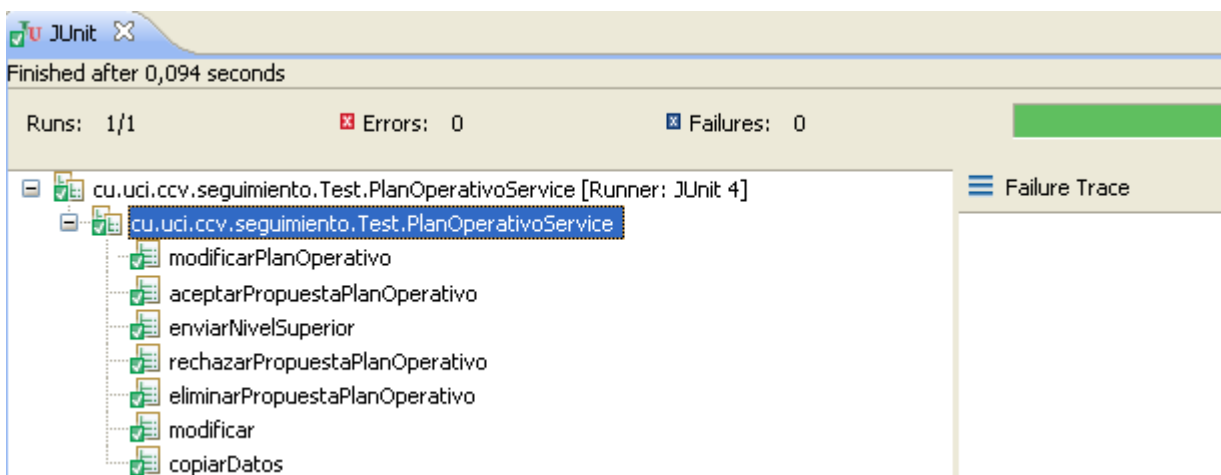 JUnit
Finished after 0,094 seconds
Runs: 1/1 Errors: 0 Failures: 0
cu.uci.ccv.seguimiento.Test.PlanOperativoService [Runner: JUnit 4]
Failure Trace
cu.uci.ccv.seguimiento.Test.PlanOperativoService
modificarPlanOperativo
aceptarPropuestaPlanOperativo
enviarNivelSuperior
rechazarPropuestaPlanOperativo
eliminarPropuestaPlanOperativo
modificar
copiarDatos